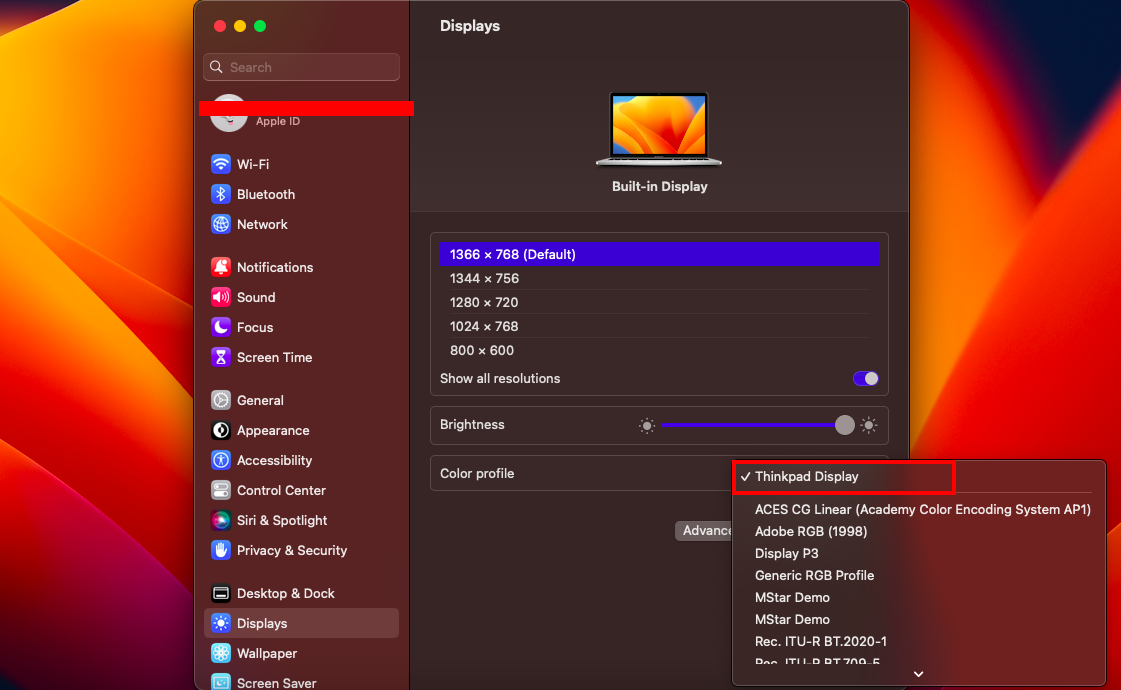 Displays
Search
Apple ID
Wi-Fi
Bluetooth
Network
Notifications
Sound
Focus
Screen Time
General
Appearance
Accessibility
Control Center
Siri & Spotlight
Privacy & Security
Desktop & Dock
Displays
Wallpaper
Screen Saver
Built-in Display
1366 × 768 (Default)
1344 × 756
1280 × 720
1024 × 768
800 × 600
Show all resolutions
Brightness
Color profile
Advance
✓ Thinkpad Display
ACES CG Linear (Academy Color Encoding System AP1)
Adobe RGB (1998)
Display P3
Generic RGB Profile
MStar Demo
MStar Demo
Rec. ITU-R BT.2020-1
Rec. ITU-R BT.709-5